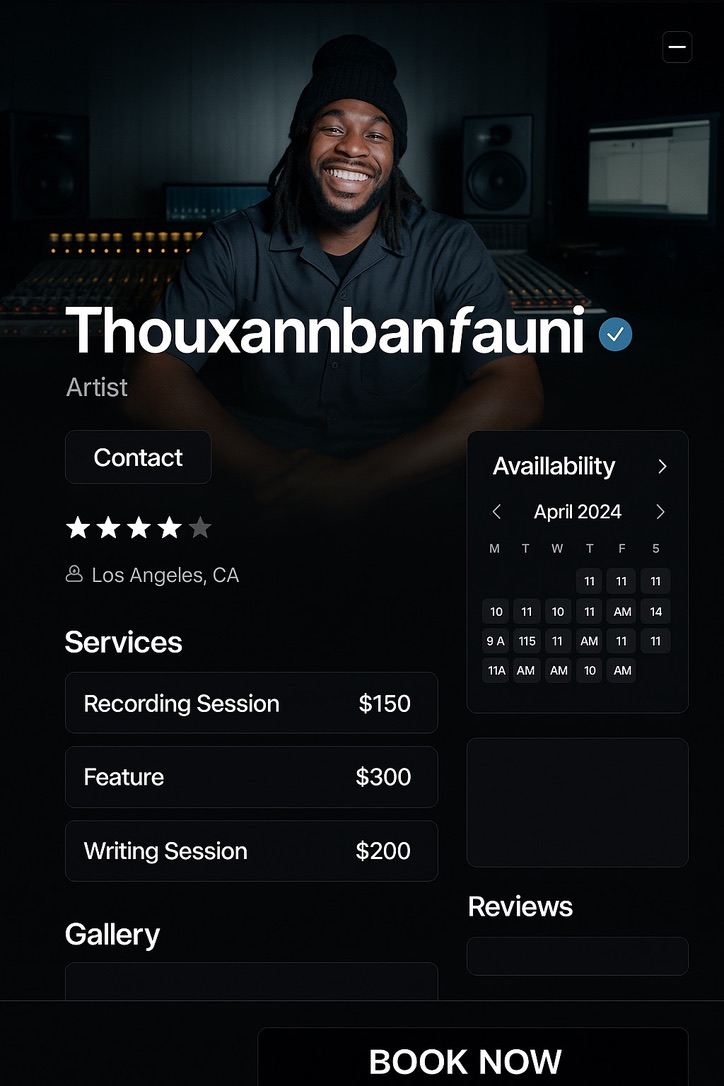 Thouxannbanfauni
Artist
Contact
Los Angeles, CA
Services
Recording Session $150
Feature $300
Writing Session $200
Gallery
Availlability
April 2024
M T W T F 5
11 11 11
10 11 10 11 AM 14
9 A 115 11 AM 11 11
11A AM AM 10 AM
Reviews
BOOK NOW